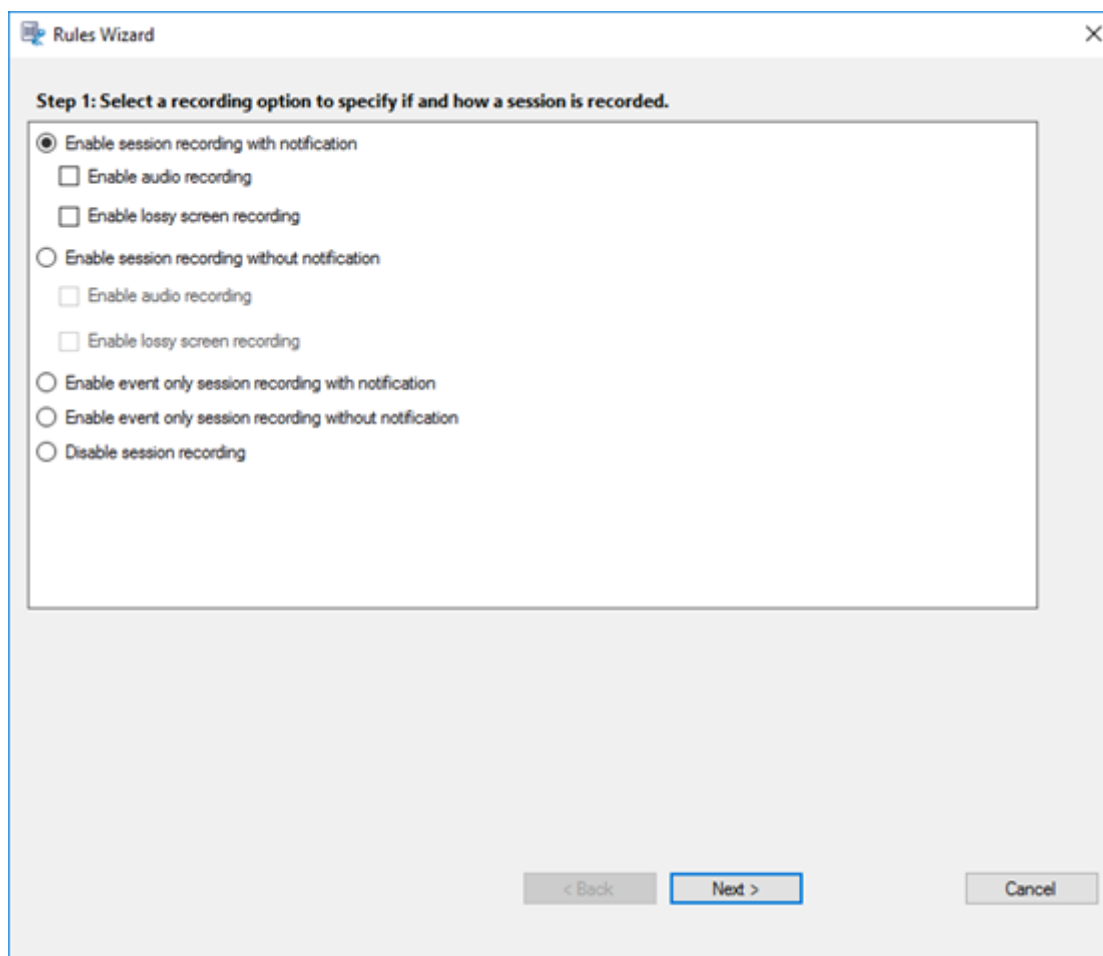 Rules Wizard
Step 1: Select a recording option to specify if and how a session is recorded.
Enable session recording with notification
Enable audio recording
Enable lossy screen recording
Enable session recording without notification
Enable audio recording
Enable lossy screen recording
Enable event only session recording with notification
Enable event only session recording without notification
Disable session recording
< Back
Next >
Cancel